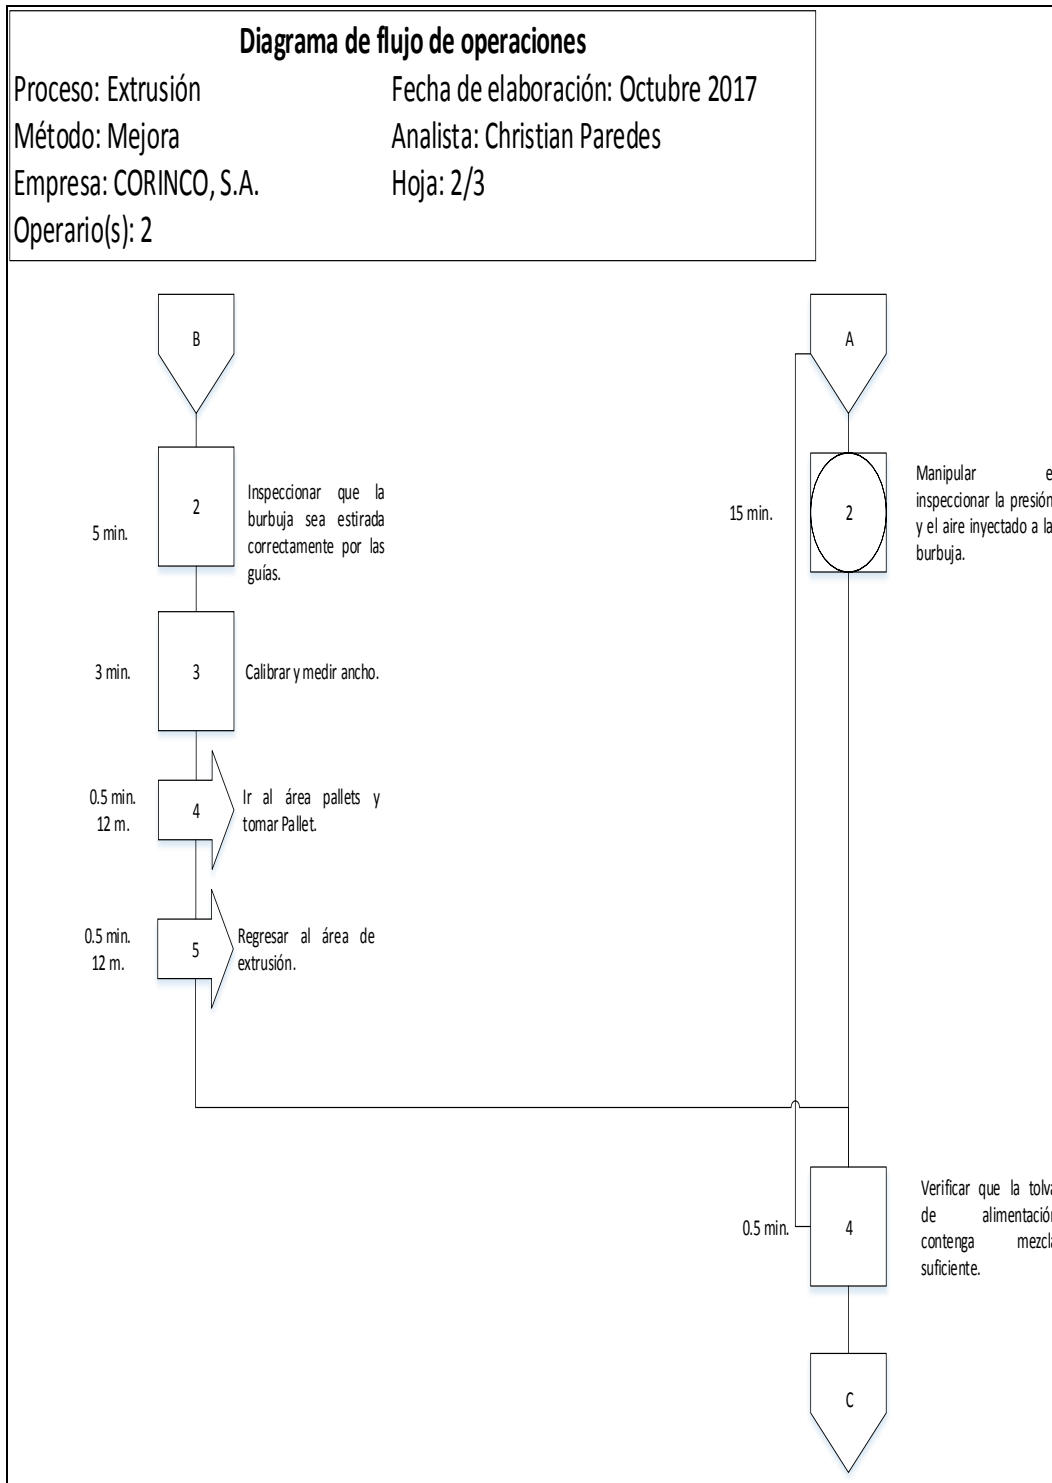 Diagrama de flujo de operaciones
Proceso: Extrusión
Fecha de elaboración: Octubre 2017
Método: Mejora
Analista: Christian Paredes
Empresa: CORINCO, S.A.
Hoja: 2/3
Operario(s): 2
B
A
2
5 min.
Inspeccionar que la
burbuja sea estirada
correctamente por las
guías.
15 min.
2
Manipular e
inspeccionar la presión
y el aire inyectado a la
burbuja.
3 min.
3
Calibrar y medir ancho.
0.5 min.
12 m.
4
Ir al área pallets y
tomar Pallet.
0.5 min.
12 m.
5
Regresar al área de
extrusión.
0.5 min.
4
Verificar que la tolva
de alimentación
contenga mezcla
suficiente.
C